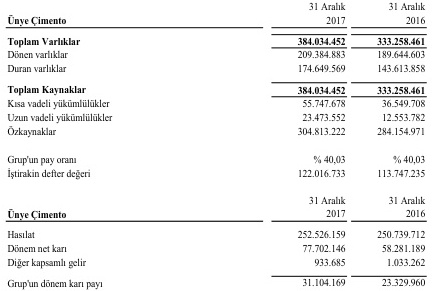 31 Aralık 31 Aralık
Ünye Çimento 2017 2016
Toplam Varlıklar 384.034.452 333.258.461
Dönen varlıklar 209.384.883 189.644.603
Duran varlıklar 174.649.569 143.613.858
Toplam Kaynaklar 384.034.452 333.258.461
Kısa vadeli yükümlülükler 55.747.678 36.549.708
Uzun vadeli yükümlülükler 23.473.552 12.553.782
Özkaynaklar 304.813.222 284.154.971
Grup'un pay oranı % 40,03 % 40,03
İştirakin defter değeri 122.016.733 113.747.235
31 Aralık 31 Aralık
Ünye Çimento 2017 2016
Hasılat 252.526.159 250.739.712
Dönem net karı 77.702.146 58.281.189
Diğer kapsamlı gelir 933.685 1.033.262
Grup'un dönem karı payı 31.104.169 23.329.960